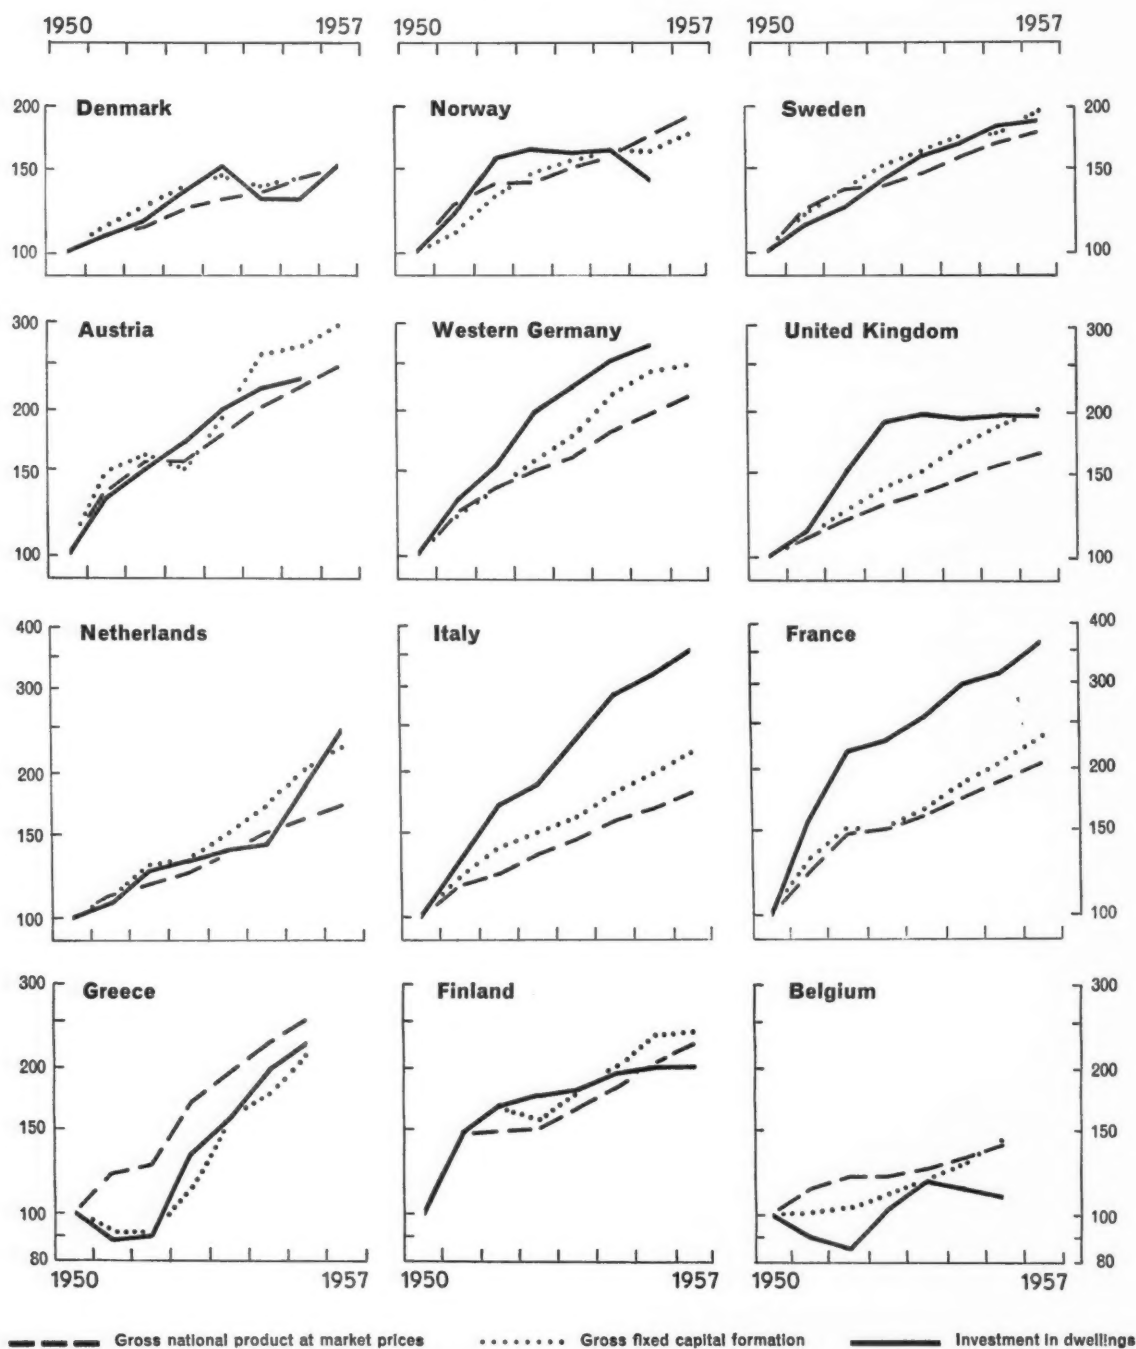 1950 1957 1950 1957 1950 1957
Denmark Norway Sweden
200 200
150 150
100 100
Austria Western Germany United Kingdom
300 300
200 200
150 150
100 100
Netherlands Italy France
400 400
300 300
200 200
150 150
100 100
Greece Finland Belgium
300 300
200 200
150 150
100 100
80 80
1950 1957 1950 1957 1950 1957
Gross national product at market prices Gross fixed capital formation Investment in dwellings